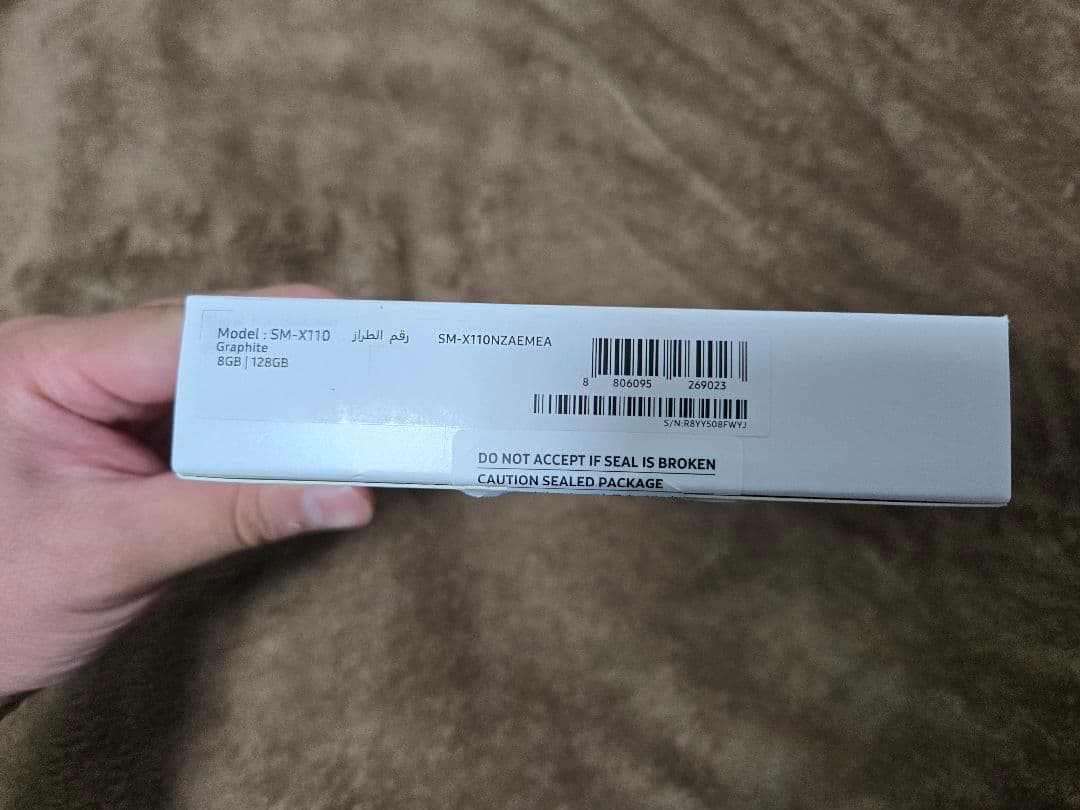 Model : SM-X110 رقم الطراز SM-X110NZAEMEA
Graphite
8GB | 128GB
8 806095 269023
S/N:R8YY508FWYJ
DO NOT ACCEPT IF SEAL IS BROKEN
CAUTION SEALED PACKAGE